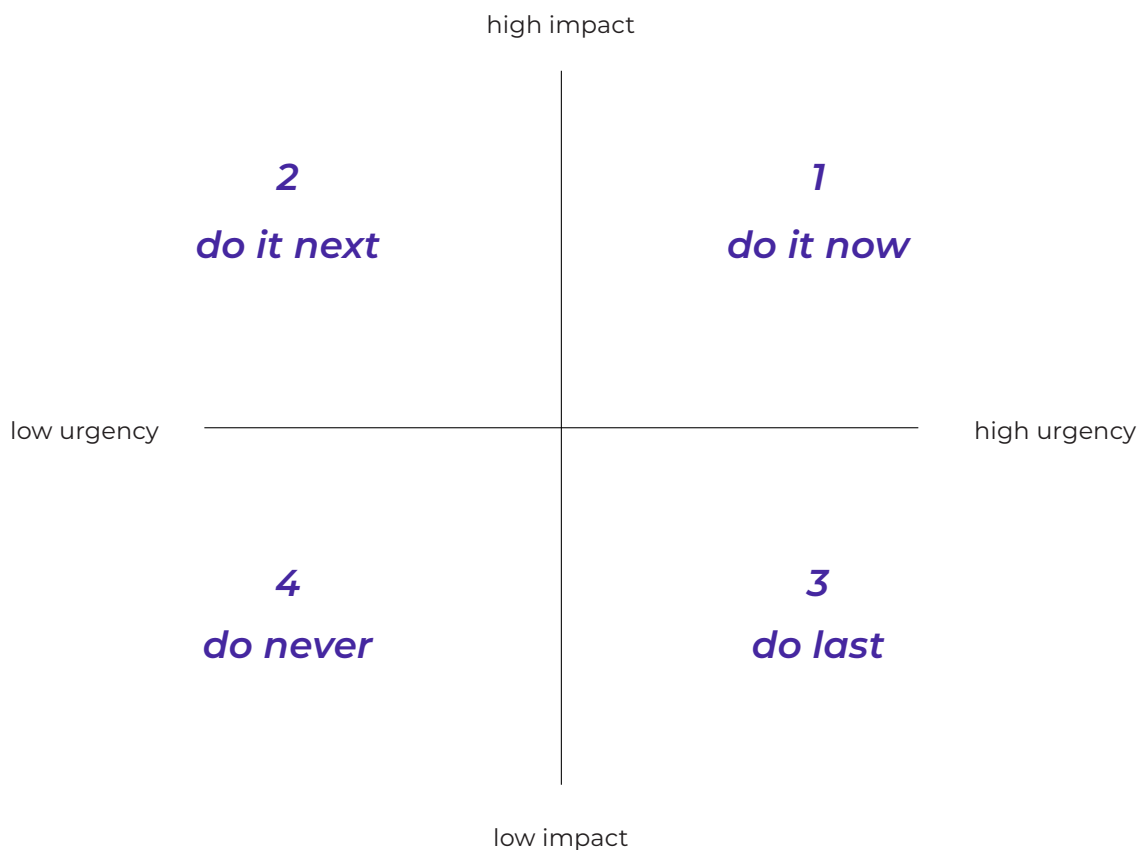 high impact
2
do it next
1
do it now
low urgency
high urgency
4
do never
3
do last
low impact